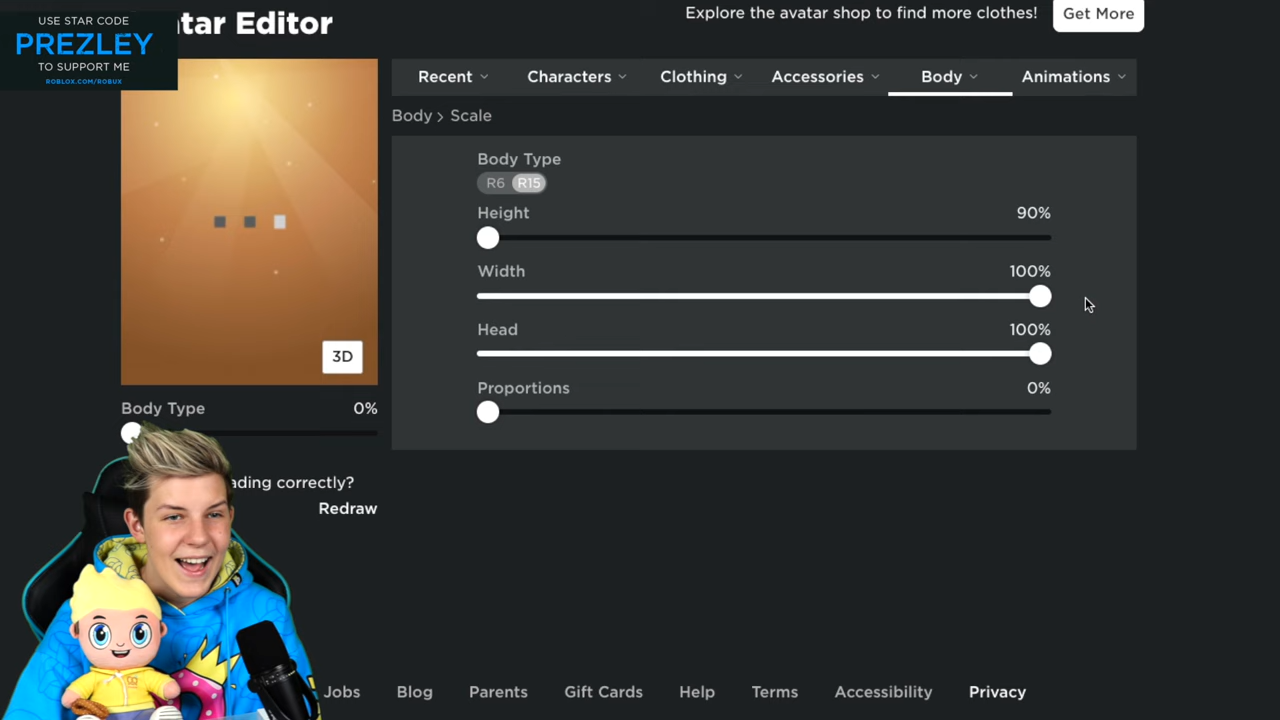 USE STAR CODE
PREZLEY
TO SUPPORT ME
ROBLOX.COM/ROBUX
tar Editor
Explore the avatar shop to find more clothes!
Get More
Recent
Characters
Clothing
Accessories
Body
Animations
Body > Scale
Body Type
R6 R15
Height 90%
Width 100%
Head 100%
Proportions 0%
3D
Body Type 0%
ading correctly?
Redraw
Jobs
Blog
Parents
Gift Cards
Help
Terms
Accessibility
Privacy